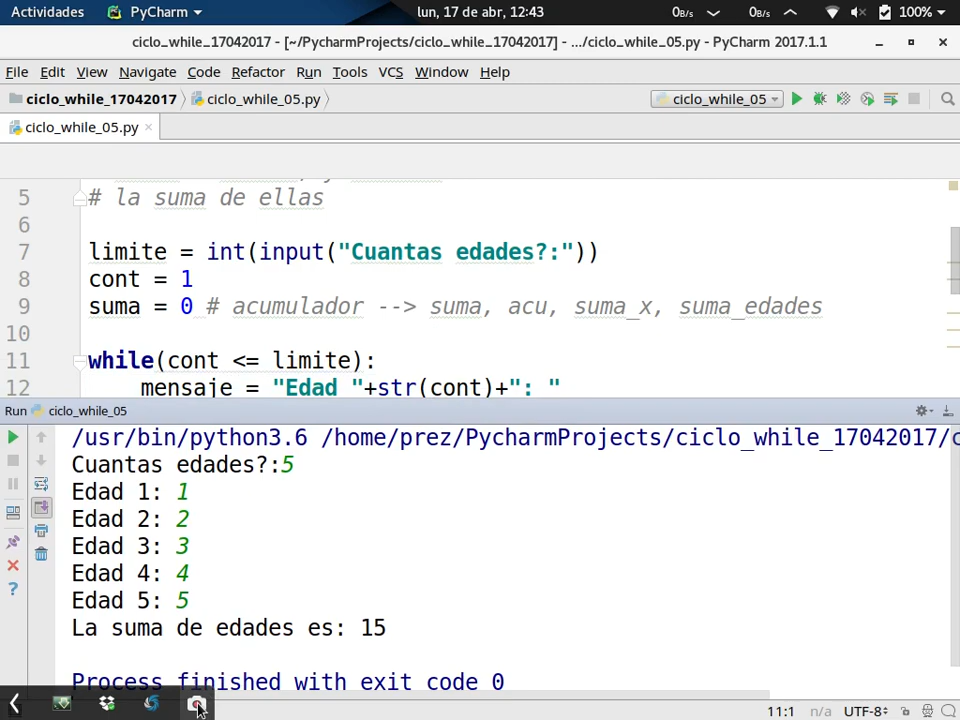 Actividades PyCharm lun, 17 de abr, 12:43 0B/s 0B/s 100%
ciclo_while_17042017 - [~/PycharmProjects/ciclo_while_17042017] - .../ciclo_while_05.py - PyCharm 2017.1.1
File Edit View Navigate Code Refactor Run Tools VCS Window Help
ciclo_while_17042017 ciclo_while_05.py ciclo_while_05
ciclo_while_05.py
5 # la suma de ellas
6
7 limite = int(input("Cuantas edades?:"))
8 cont = 1
9 suma = 0 # acumulador --> suma, acu, suma_x, suma_edades
10
11 while(cont <= limite):
12 mensaje = "Edad "+str(cont)+": "
Run ciclo_while_05
/usr/bin/python3.6 /home/prez/PycharmProjects/ciclo_while_17042017/c
Cuantas edades?:5
Edad 1: 1
Edad 2: 2
Edad 3: 3
Edad 4: 4
Edad 5: 5
La suma de edades es: 15
Process finished with exit code 0
11:1 n/a UTF-8